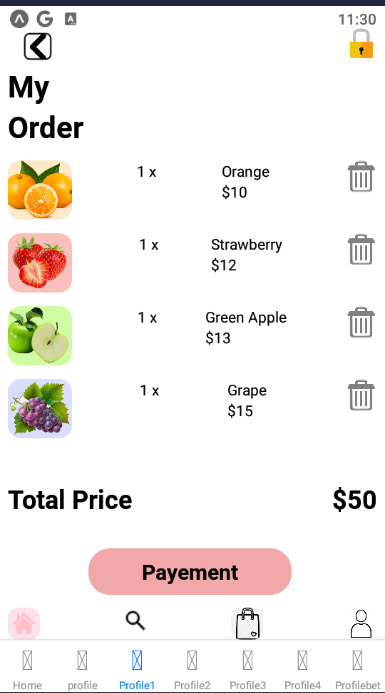 11:30
My
Order
1 x Orange
$10
1 x Strawberry
$12
1 x Green Apple
$13
1 x Grape
$15
Total Price $50
Payement
Home profile Profile1 Profile2 Profile3 Profile4 Profilebet